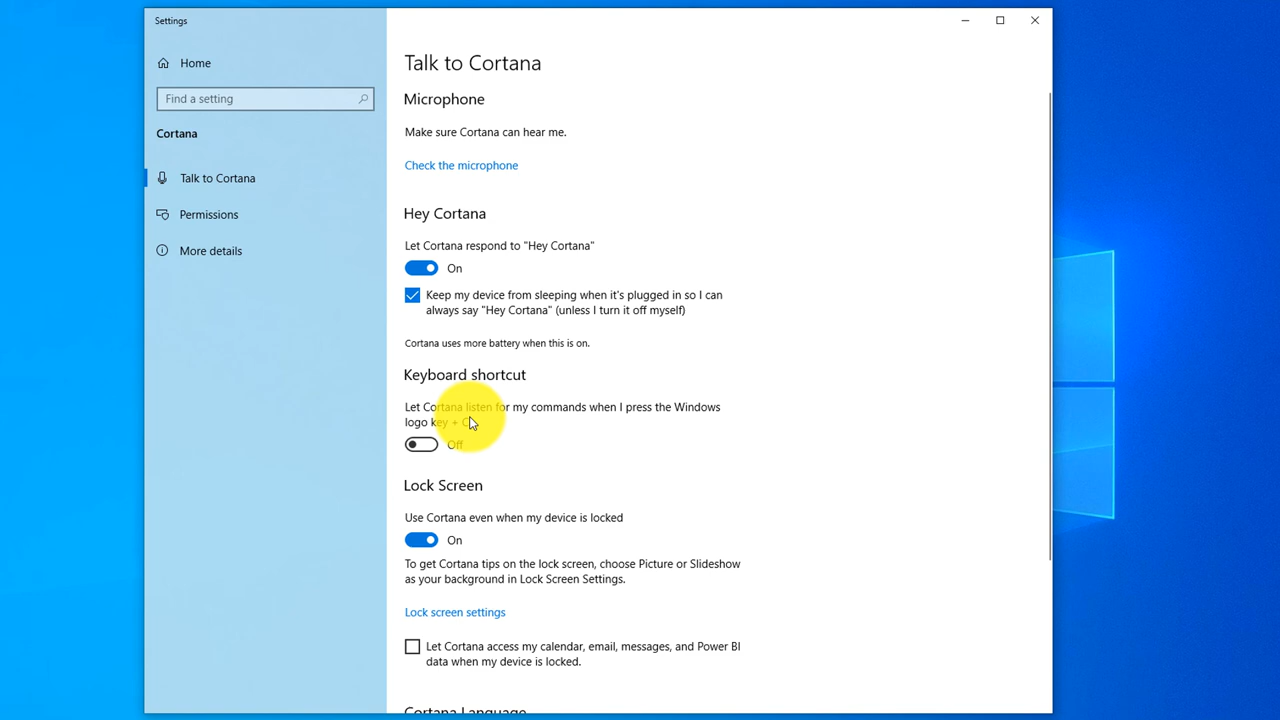 Settings
Home
Find a setting
Cortana
Talk to Cortana
Permissions
More details
Talk to Cortana
Microphone
Make sure Cortana can hear me.
Check the microphone
Hey Cortana
Let Cortana respond to "Hey Cortana"
On
Keep my device from sleeping when it's plugged in so I can
always say "Hey Cortana" (unless I turn it off myself)
Cortana uses more battery when this is on.
Keyboard shortcut
Let Cortana listen for my commands when I press the Windows
logo key + C
Off
Lock Screen
Use Cortana even when my device is locked
On
To get Cortana tips on the lock screen, choose Picture or Slideshow
as your background in Lock Screen Settings.
Lock screen settings
Let Cortana access my calendar, email, messages, and Power BI
data when my device is locked.
Cortana Language